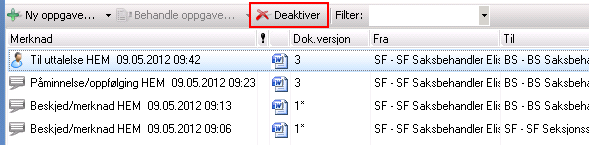 Ny oppgave... Behandle oppgave... Deaktiver Filter:
Merknad ! Dok.versjon Fra Til
Til uttalelse HEM 09.05.2012 09:42 3 SF - SF Saksbehandler Elis BS - BS Saksbeha
Påminnelse/oppfølging HEM 09.05.2012 09:23 3 SF - SF Saksbehandler Elis BS - BS Saksbeha
Beskjed/merknad HEM 09.05.2012 09:13 1* SF - SF Saksbehandler Elis BS - BS Saksbeha
Beskjed/merknad HEM 09.05.2012 09:06 1* SF - SF Saksbehandler Elis SF - SF Seksjonss